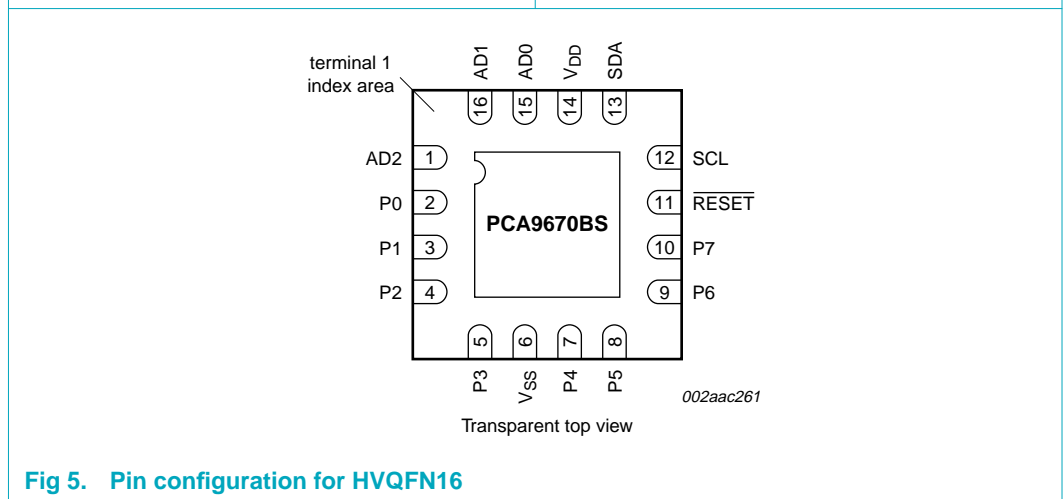 terminal 1
index area
AD1
AD0
VDD
SDA
16
15
14
13
AD2 1
12 SCL
P0 2
11 RESET
P1 3
PCA9670BS
10 P7
P2 4
9 P6
5
6
7
8
P3
VSS
P4
P5
002aac261
Transparent top view
Fig 5. Pin configuration for HVQFN16